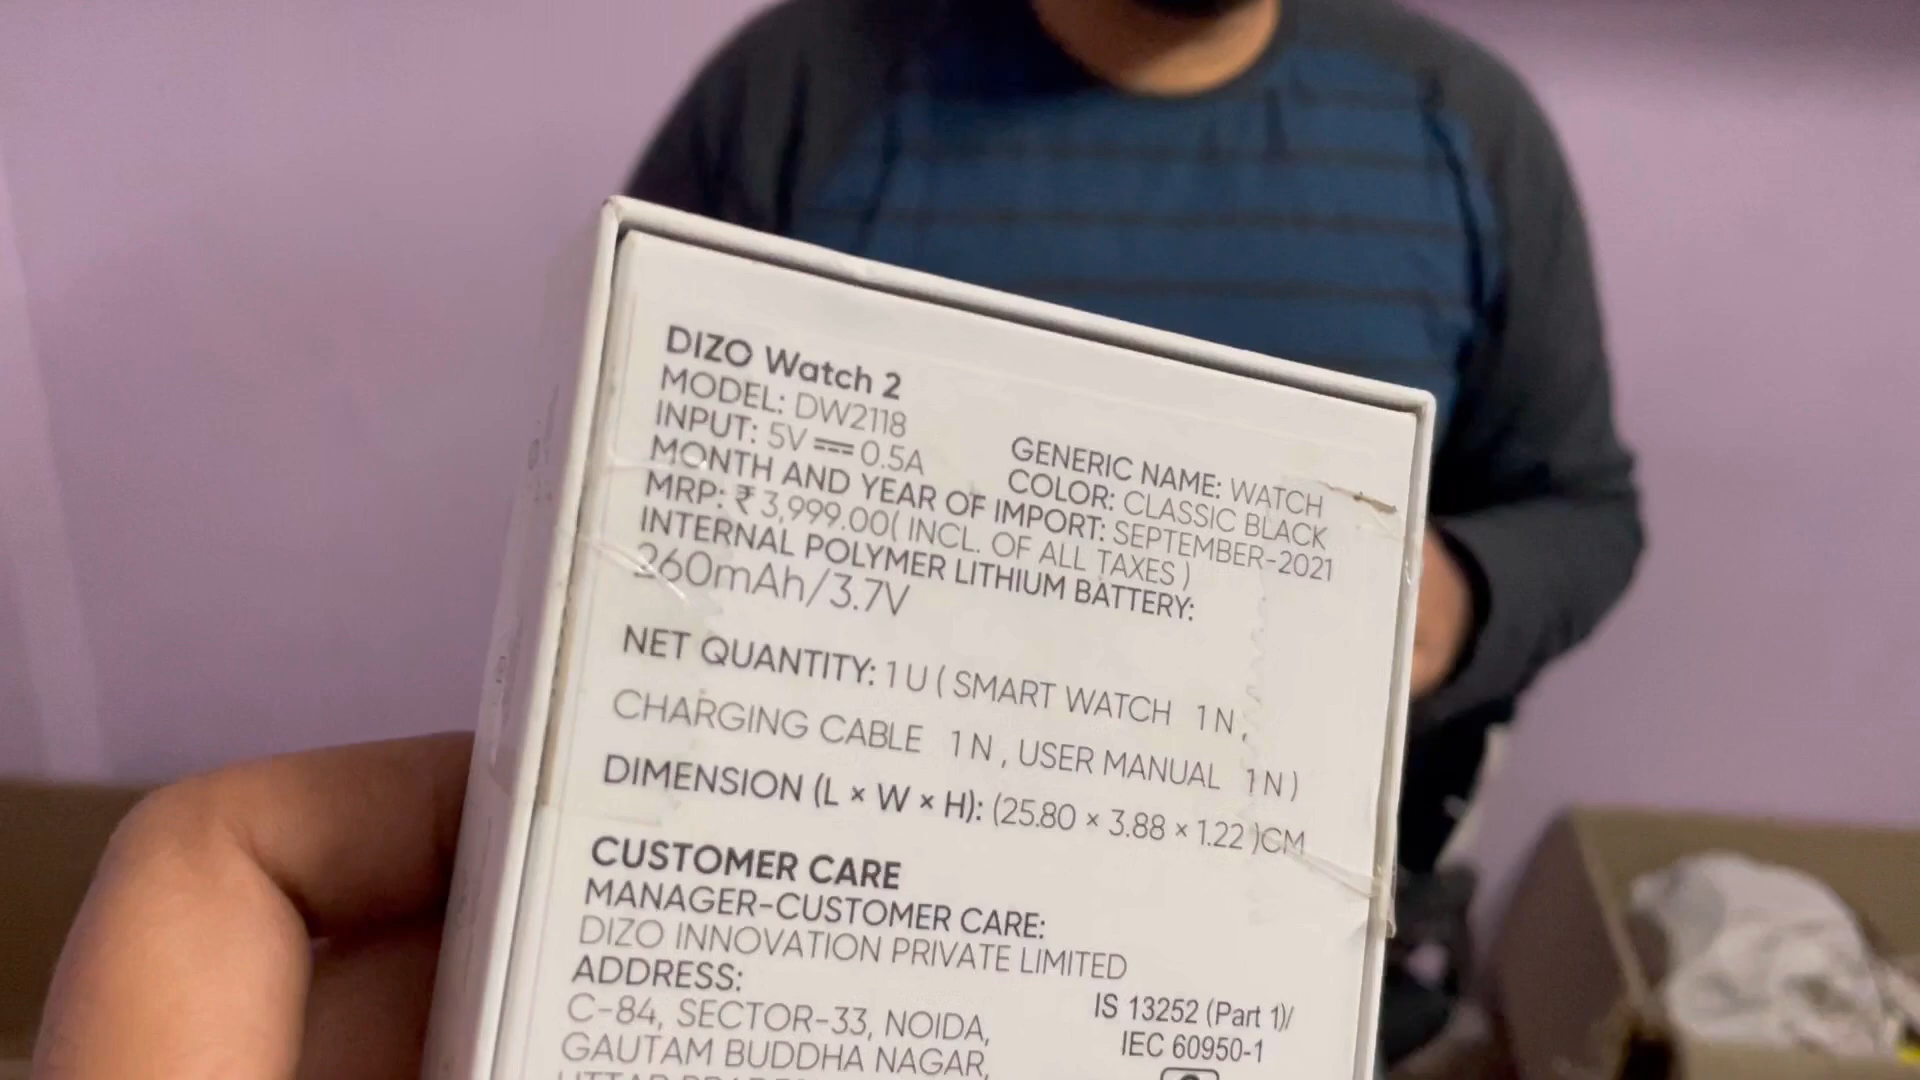 DIZO Watch 2
MODEL: DW2118
INPUT: 5V ⎓ 0.5A
GENERIC NAME: WATCH
COLOR: CLASSIC BLACK
MONTH AND YEAR OF IMPORT: SEPTEMBER-2021
MRP: ₹ 3,999.00( INCL. OF ALL TAXES )
INTERNAL POLYMER LITHIUM BATTERY:
260mAh/3.7V
NET QUANTITY: 1 U ( SMART WATCH 1 N,
CHARGING CABLE 1 N , USER MANUAL 1 N )
DIMENSION (L × W × H): (25.80 × 3.88 × 1.22 )CM
CUSTOMER CARE
MANAGER-CUSTOMER CARE:
DIZO INNOVATION PRIVATE LIMITED
ADDRESS:
C-84, SECTOR-33, NOIDA,
GAUTAM BUDDHA NAGAR,
IS 13252 (Part 1)/
IEC 60950-1